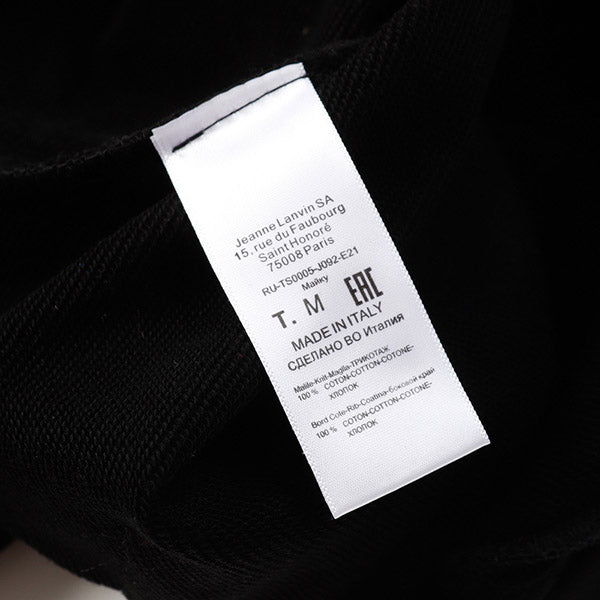 Jeanne Lanvin SA
15, rue du Faubourg
Saint Honoré
75008 Paris
RU-TS0005-J092-E21
Майку
T. M EAC
MADE IN ITALY
СДЕЛАНО ВО Италия
Maille-Knit-Maglia-ТРИКОТАЖ
100 % COTON-COTTON-COTONE-
ХЛОПОК
Bord Cote-Rib-Coatina-боковой край
100 % COTON-COTTON-COTONE-
ХЛОПОК